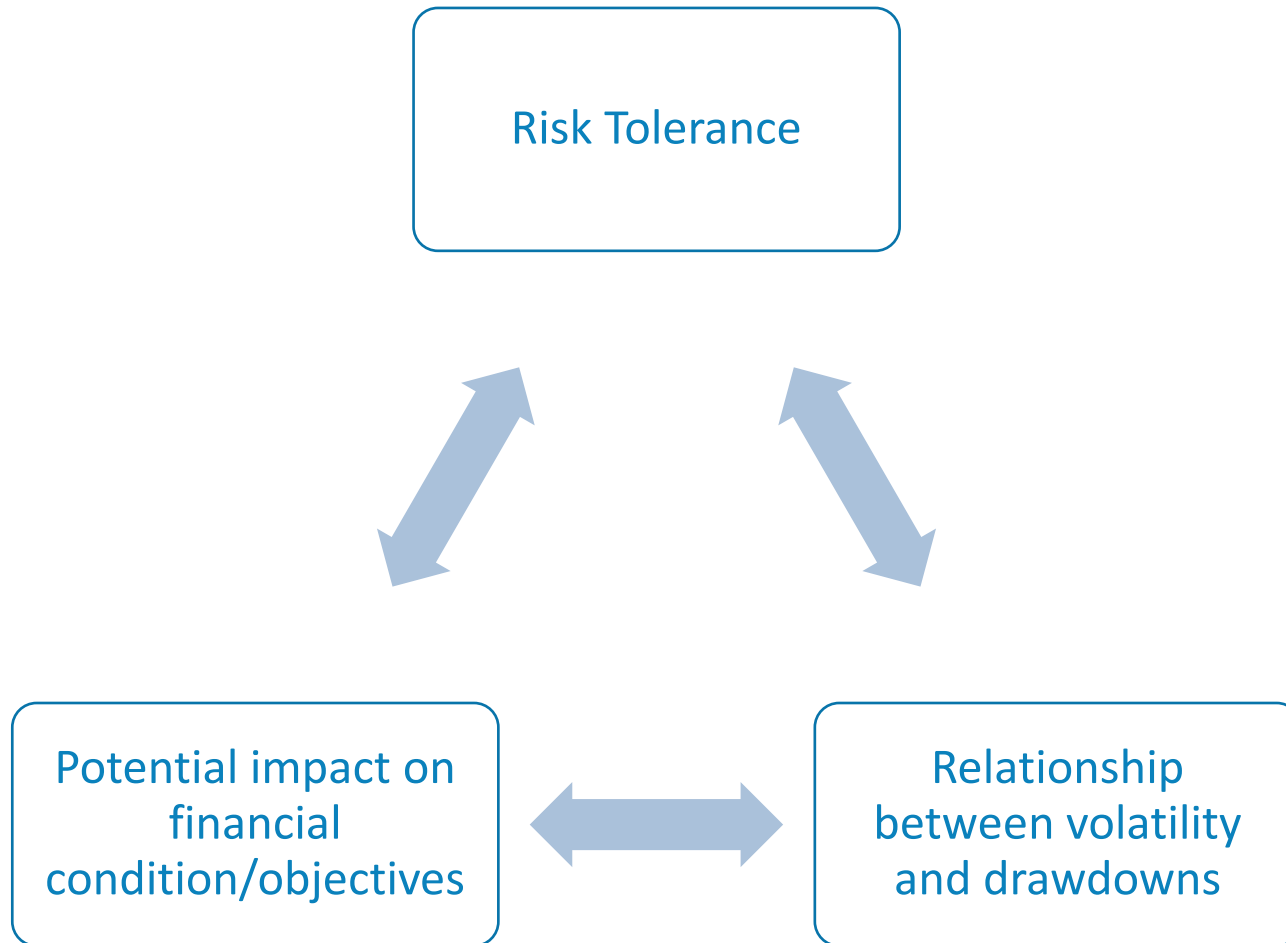 Risk Tolerance
Potential impact on
financial
condition/objectives
Relationship
between volatility
and drawdowns